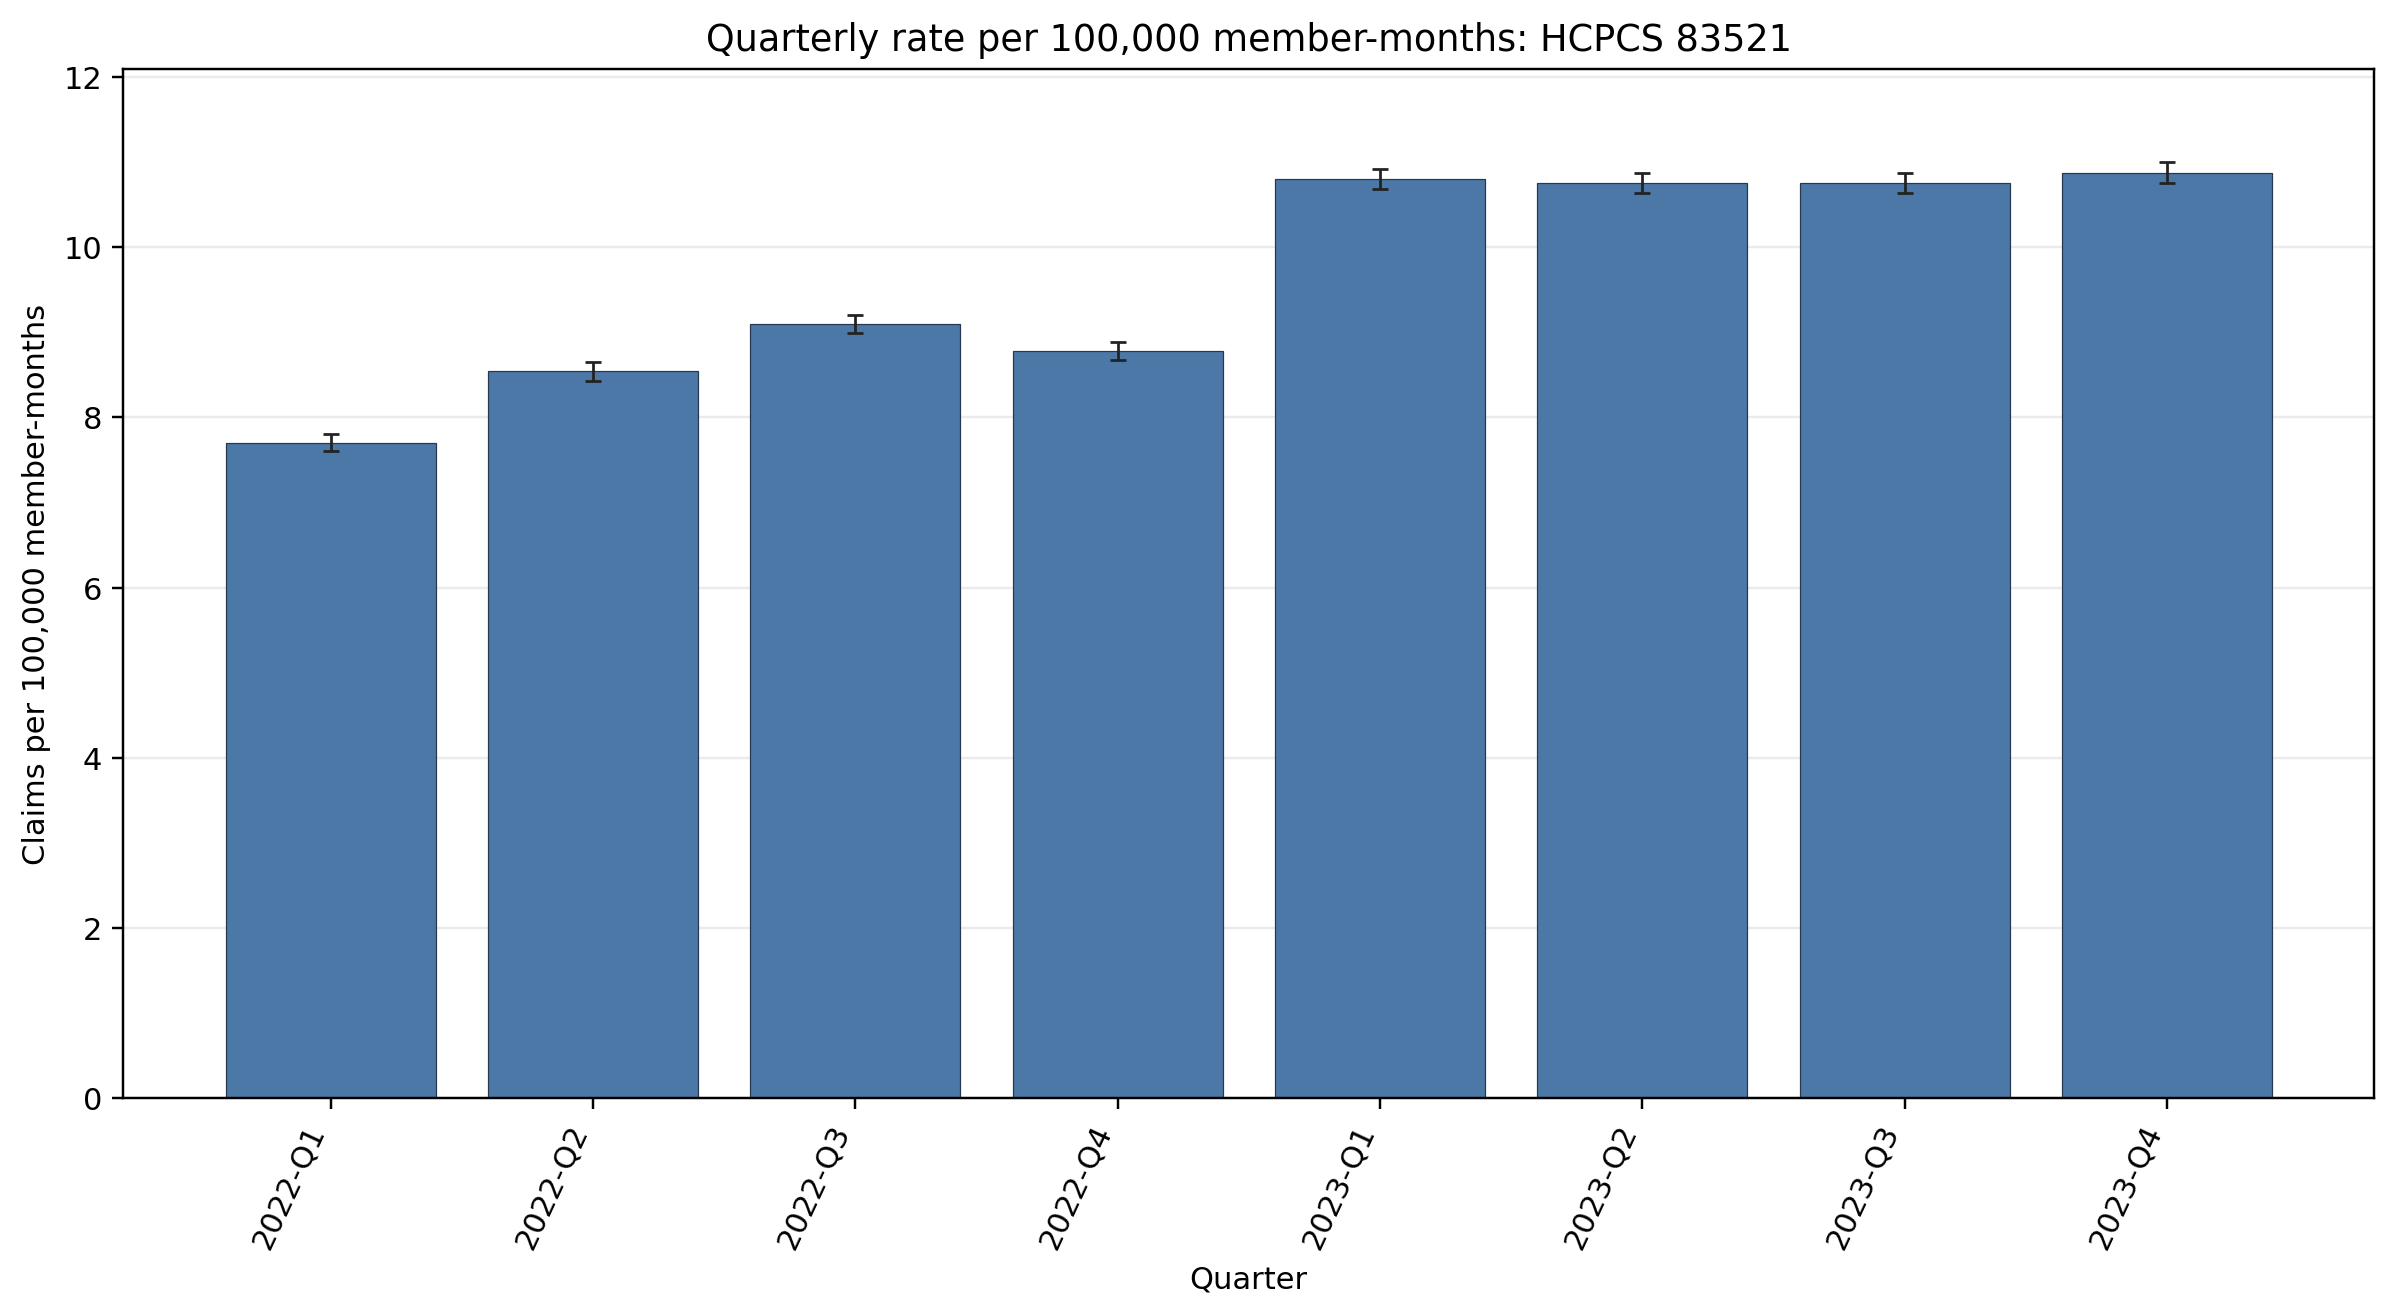 Quarterly rate per 100,000 member-months: HCPCS 83521
Claims per 100,000 member-months
12
10
8
6
4
2
0
2022-Q1
2022-Q2
2022-Q3
2022-Q4
2023-Q1
2023-Q2
2023-Q3
2023-Q4
Quarter